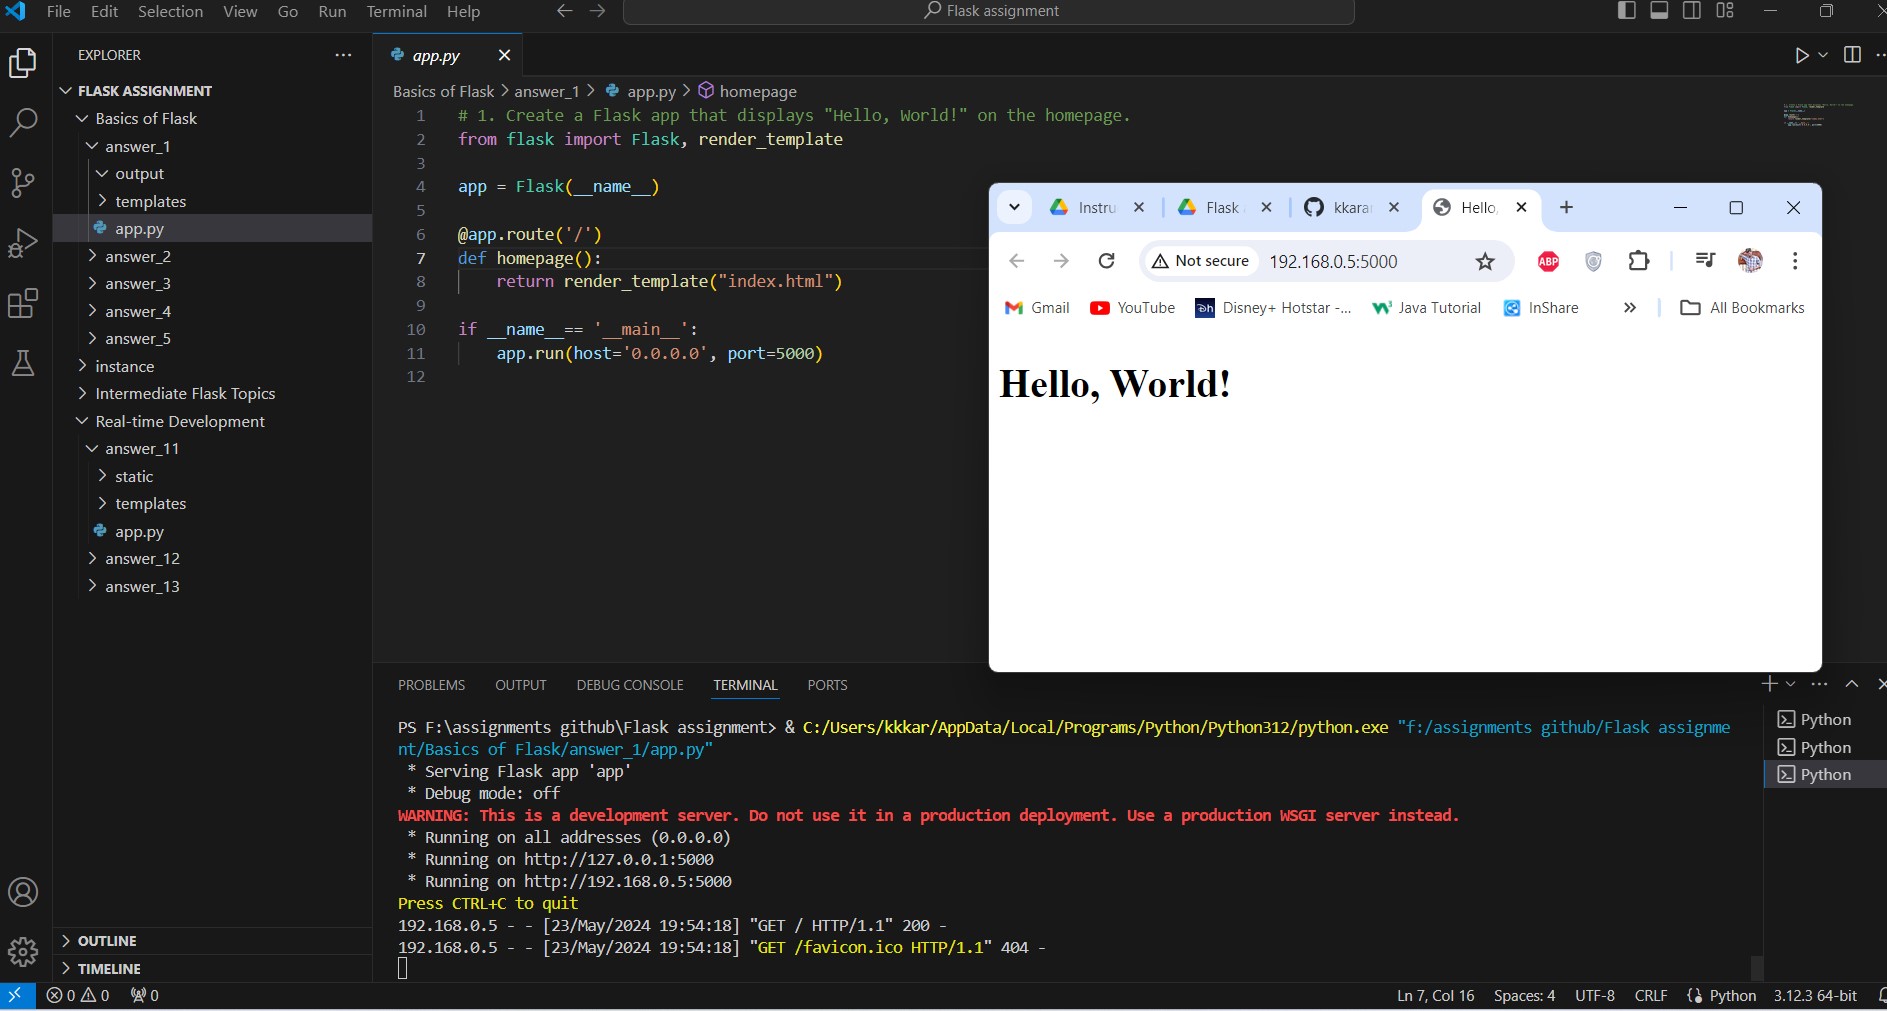 File Edit Selection View Go Run Terminal Help
Flask assignment
EXPLORER
FLASK ASSIGNMENT
Basics of Flask
answer_1
output
templates
app.py
answer_2
answer_3
answer_4
answer_5
instance
Intermediate Flask Topics
Real-time Development
answer_11
static
templates
app.py
answer_12
answer_13
OUTLINE
TIMELINE
app.py
Basics of Flask > answer_1 > app.py > homepage
1 # 1. Create a Flask app that displays "Hello, World!" on the homepage.
2 from flask import Flask, render_template
3
4 app = Flask(__name__)
5
6 @app.route('/')
7 def homepage():
8 return render_template("index.html")
9
10 if __name__== '__main__':
11 app.run(host='0.0.0.0', port=5000)
12
Instru Flask kkara Hello,
Not secure 192.168.0.5:5000
ABP
Gmail YouTube Disney+ Hotstar -... Java Tutorial InShare All Bookmarks
Hello, World!
PROBLEMS OUTPUT DEBUG CONSOLE TERMINAL PORTS
PS F:\assignments github\Flask assignment> & C:/Users/kkkar/AppData/Local/Programs/Python/Python312/python.exe "f:/assignments github/Flask assignme
nt/Basics of Flask/answer_1/app.py"
* Serving Flask app 'app'
* Debug mode: off
WARNING: This is a development server. Do not use it in a production deployment. Use a production WSGI server instead.
* Running on all addresses (0.0.0.0)
* Running on http://127.0.0.1:5000
* Running on http://192.168.0.5:5000
Press CTRL+C to quit
192.168.0.5 - - [23/May/2024 19:54:18] "GET / HTTP/1.1" 200 -
192.168.0.5 - - [23/May/2024 19:54:18] "GET /favicon.ico HTTP/1.1" 404 -
Python
Python
Python
0 0 0
Ln 7, Col 16 Spaces: 4 UTF-8 CRLF Python 3.12.3 64-bit